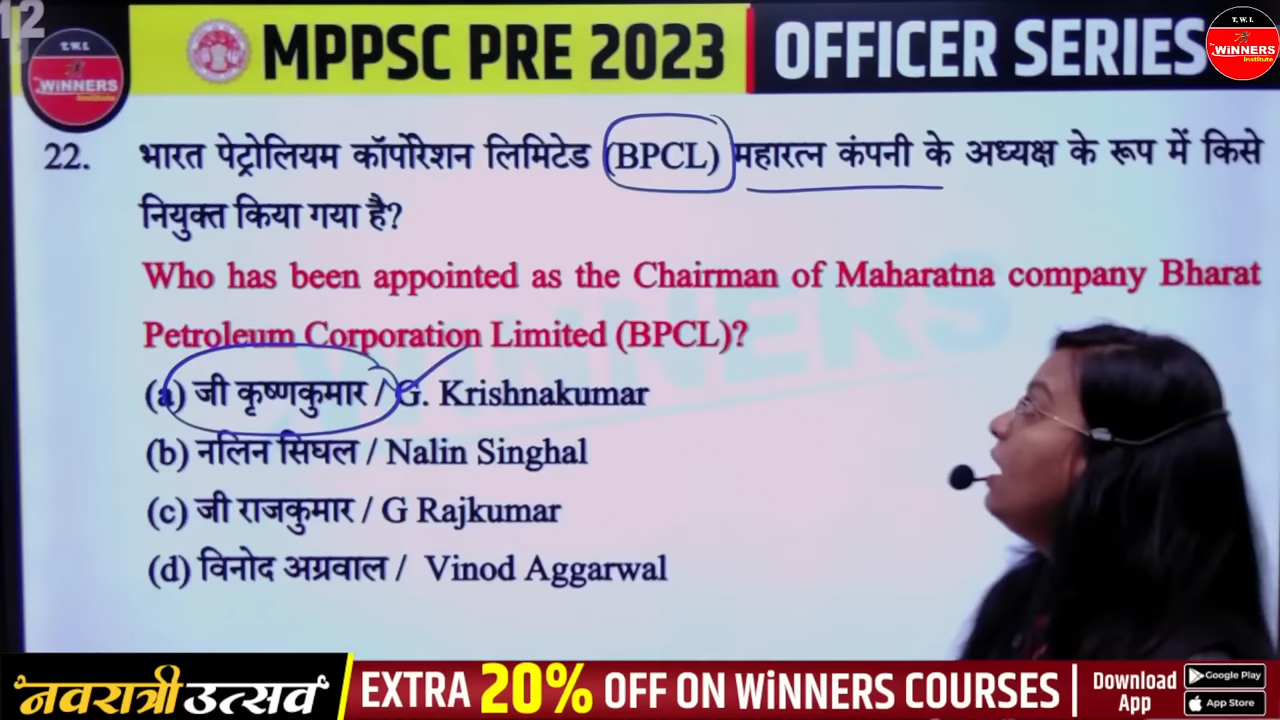 12
T.W.I.
WiNNERS
Institute
MPPSC PRE 2023
OFFICER SERIES
T.W.I.
The
WiNNERS
institute
22. भारत पेट्रोलियम कॉर्पोरेशन लिमिटेड (BPCL) महारत्न कंपनी के अध्यक्ष के रूप में किसे
नियुक्त किया गया है?
Who has been appointed as the Chairman of Maharatna company Bharat
Petroleum Corporation Limited (BPCL)?
(a) जी कृष्णकुमार / G. Krishnakumar
(b) नलिन सिंघल / Nalin Singhal
(c) जी राजकुमार / G Rajkumar
(d) विनोद अग्रवाल / Vinod Aggarwal
WINNERS
नवरात्री उत्सव EXTRA 20% OFF ON WiNNERS COURSES
Download
App
Google Play
App Store